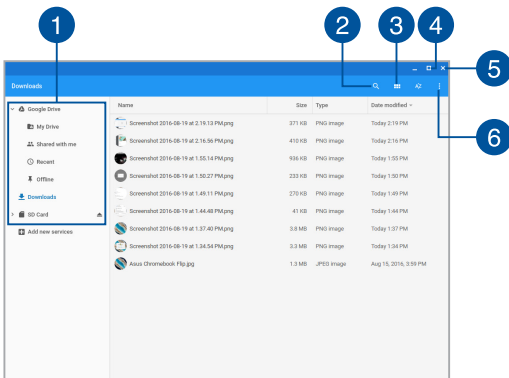 1 2 3 4
5
Downloads AZ
6
Google Drive
My Drive
Shared with me
Recent
Offline
Downloads
SD Card
Add new services
Name Size Type Date modified
Screenshot 2016-08-19 at 2.19.13 PM.png 371 KB PNG image Today 2:19 PM
Screenshot 2016-08-19 at 2.16.56 PM.png 410 KB PNG image Today 2:16 PM
Screenshot 2016-08-19 at 1.55.14 PM.png 936 KB PNG image Today 1:55 PM
Screenshot 2016-08-19 at 1.50.27 PM.png 233 KB PNG image Today 1:50 PM
Screenshot 2016-08-19 at 1.49.11 PM.png 270 KB PNG image Today 1:49 PM
Screenshot 2016-08-19 at 1.44.48 PM.png 41 KB PNG image Today 1:44 PM
Screenshot 2016-08-19 at 1.37.40 PM.png 3.8 MB PNG image Today 1:37 PM
Screenshot 2016-08-19 at 1.34.54 PM.png 3.3 MB PNG image Today 1:34 PM
Asus Chromebook Flip.jpg 1.3 MB JPEG image Aug 15, 2016, 3:59 PM